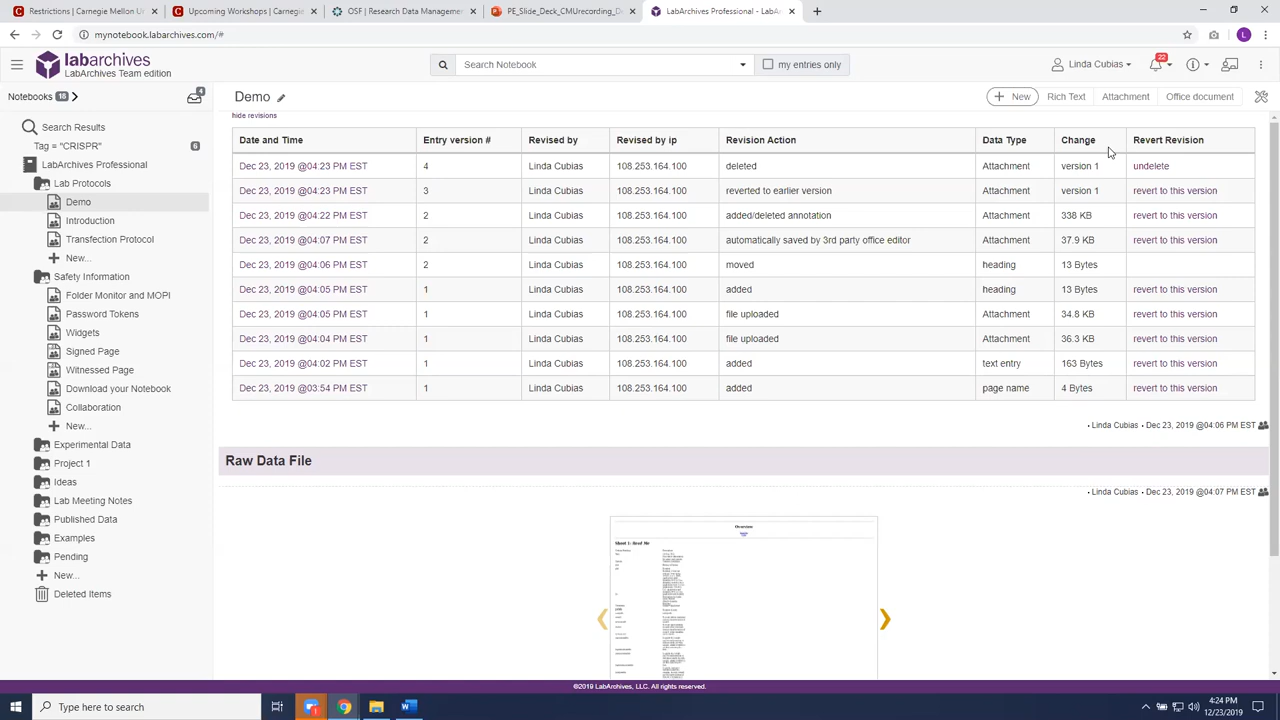 Restrictions | Carnegie Mellon Un
Upcoming Workshops | Carnegie
OSF | Research Data Management
PE_Slide_Deck_CMUrecording_De
LabArchives Professional - LabAr
mynotebook.labarchives.com/#
L
labarchives
LabArchives Team edition
Search Notebook
my entries only
Linda Cubias
22
Notebooks 18
4
Demo
New
Rich Text
Attachment
Office document
hide revisions
Search Results
Tag = "CRISPR" 6
LabArchives Professional
Lab Protocols
Demo
Introduction
Transfection Protocol
New...
Safety Information
Folder Monitor and MOPI
Password Tokens
Widgets
Signed Page
Witnessed Page
Download your Notebook
Collaboration
New...
Experimental Data
Project 1
Ideas
Lab Meeting Notes
Published Data
Examples
Pending
New...
Deleted Items
Date and Time Entry version # Revised by Revised by ip Revision Action Data Type Change Revert Revision
Dec 23, 2019 @04:23 PM EST 4 Linda Cubias 108.253.164.100 deleted Attachment version 1 undelete
Dec 23, 2019 @04:23 PM EST 3 Linda Cubias 108.253.164.100 reverted to earlier version Attachment version 1 revert to this version
Dec 23, 2019 @04:22 PM EST 2 Linda Cubias 108.253.164.100 added/deleted annotation Attachment 338 KB revert to this version
Dec 23, 2019 @04:07 PM EST 2 Linda Cubias 108.253.164.100 automatically saved by 3rd party office editor Attachment 37.9 KB revert to this version
Dec 23, 2019 @04:06 PM EST 2 Linda Cubias 108.253.164.100 moved heading 13 Bytes
Dec 23, 2019 @04:05 PM EST 1 Linda Cubias 108.253.164.100 added heading 13 Bytes revert to this version
Dec 23, 2019 @04:05 PM EST 1 Linda Cubias 108.253.164.100 file uploaded Attachment 34.8 KB revert to this version
Dec 23, 2019 @04:04 PM EST 1 Linda Cubias 108.253.164.100 file uploaded Attachment 36.3 KB revert to this version
Dec 23, 2019 @04:02 PM EST 1 Linda Cubias 108.253.164.100 added text entry 163 Bytes revert to this version
Dec 23, 2019 @03:54 PM EST 1 Linda Cubias 108.253.164.100 added page name 4 Bytes revert to this version
• Linda Cubias • Dec 23, 2019 @04:06 PM EST
Raw Data File
• Linda Cubias • Dec 23, 2019 @04:07 PM EST
Overview
Sheet 1: Read Me
©2019 LabArchives, LLC. All rights reserved.
Type here to search
4:24 PM
12/23/2019